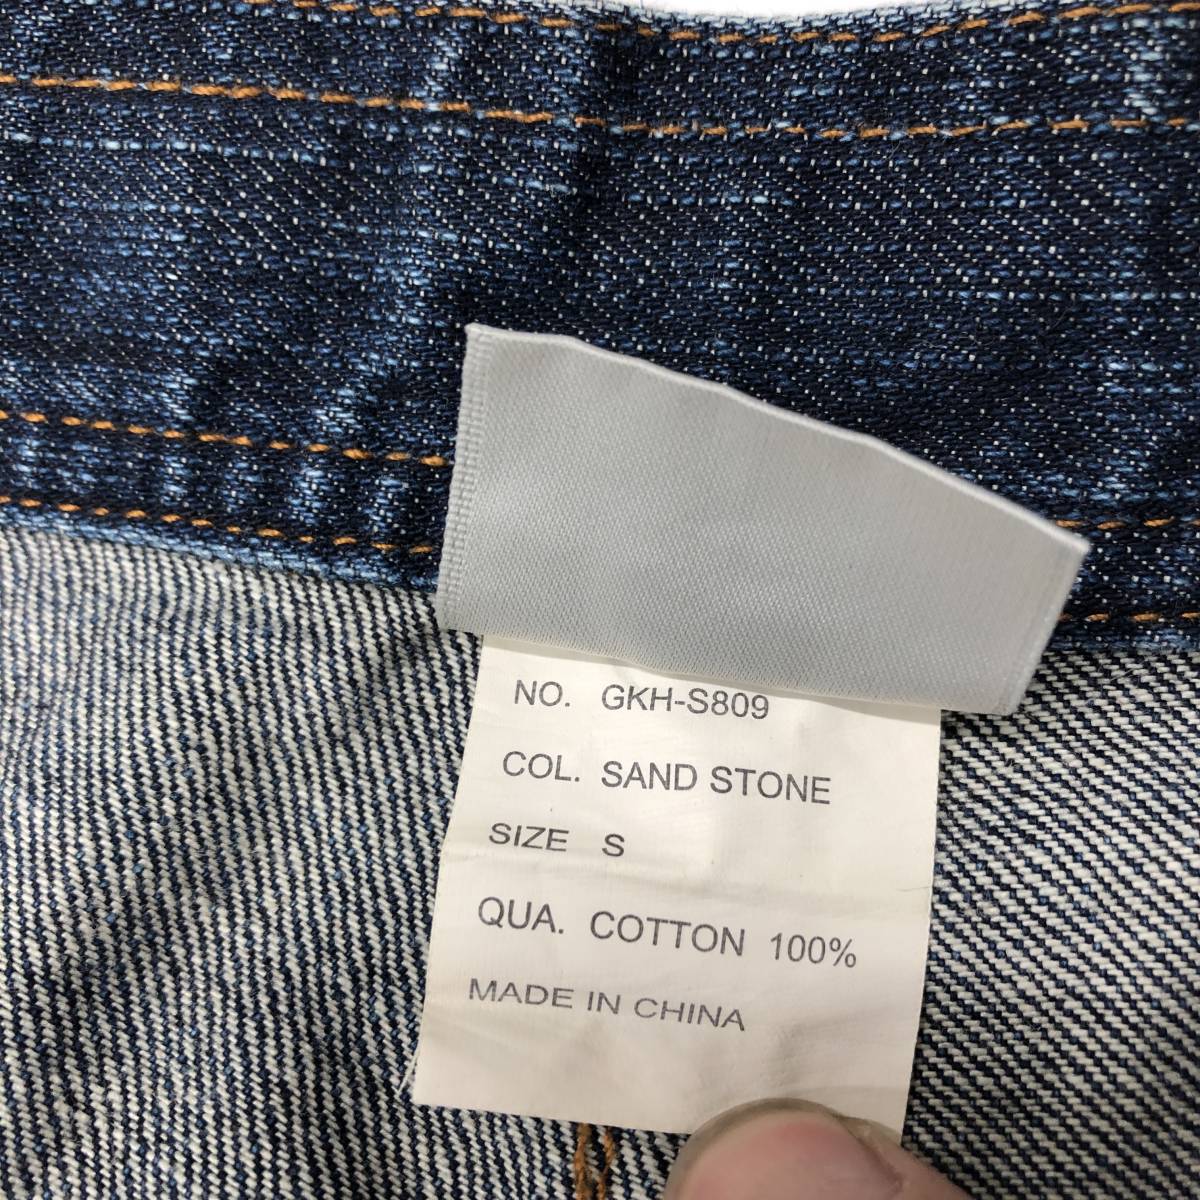 NO. GKH-S809
COL. SAND STONE
SIZE S
QUA. COTTON 100%
MADE IN CHINA